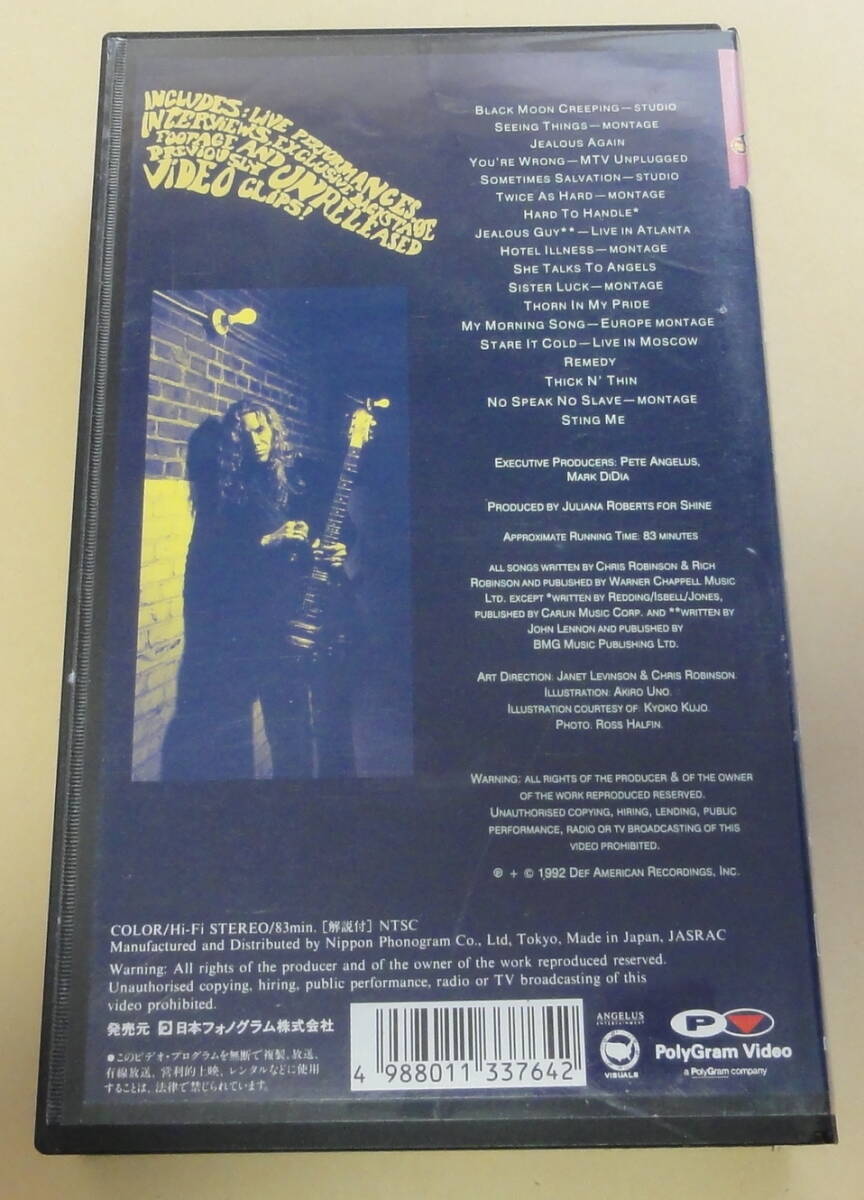 INCLUDES: LIVE PERFORMANCES
INTERVIEWS, EXCLUSIVE BACKSTAGE
FOOTAGE AND UNRELEASED
PREVIOUSLY
VIDEO CLIPS!
BLACK MOON CREEPING — STUDIO
SEEING THINGS — MONTAGE
JEALOUS AGAIN
YOU'RE WRONG — MTV UNPLUGGED
SOMETIMES SALVATION — STUDIO
TWICE AS HARD — MONTAGE
HARD TO HANDLE*
JEALOUS GUY** — LIVE IN ATLANTA
HOTEL ILLNESS — MONTAGE
SHE TALKS TO ANGELS
SISTER LUCK — MONTAGE
THORN IN MY PRIDE
MY MORNING SONG — EUROPE MONTAGE
STARE IT COLD — LIVE IN MOSCOW
REMEDY
THICK N' THIN
NO SPEAK NO SLAVE — MONTAGE
STING ME
EXECUTIVE PRODUCERS: PETE ANGELUS,
MARK DIDIA
PRODUCED BY JULIANA ROBERTS FOR SHINE
APPROXIMATE RUNNING TIME: 83 MINUTES
ALL SONGS WRITTEN BY CHRIS ROBINSON & RICH
ROBINSON AND PUBLISHED BY WARNER CHAPPELL MUSIC
LTD. EXCEPT *WRITTEN BY REDDING/ISBELL/JONES,
PUBLISHED BY CARLIN MUSIC CORP. AND **WRITTEN BY
JOHN LENNON AND PUBLISHED BY
BMG MUSIC PUBLISHING LTD.
ART DIRECTION: JANET LEVINSON & CHRIS ROBINSON.
ILLUSTRATION: AKIRO UNO.
ILLUSTRATION COURTESY OF: KYOKO KUJO.
PHOTO: ROSS HALFIN.
WARNING: ALL RIGHTS OF THE PRODUCER & OF THE OWNER
OF THE WORK REPRODUCED RESERVED.
UNAUTHORISED COPYING, HIRING, LENDING, PUBLIC
PERFORMANCE, RADIO OR TV BROADCASTING OF THIS
VIDEO PROHIBITED.
℗ + © 1992 DEF AMERICAN RECORDINGS, INC.
COLOR/Hi-Fi STEREO/83min. [解説付] NTSC
Manufactured and Distributed by Nippon Phonogram Co., Ltd, Tokyo, Made in Japan, JASRAC
Warning: All rights of the producer and of the owner of the work reproduced reserved.
Unauthorised copying, hiring, public performance, radio or TV broadcasting of this
video prohibited.
発売元 日本フォノグラム株式会社
●このビデオ・プログラムを無断で複製、放送、
有線放送、営利的上映、レンタルなどに使用
することは、法律で禁じられています。
4 988011 337642
ANGELUS
ENTERTAINMENT
VISUALS
P
PolyGram Video
a PolyGram company